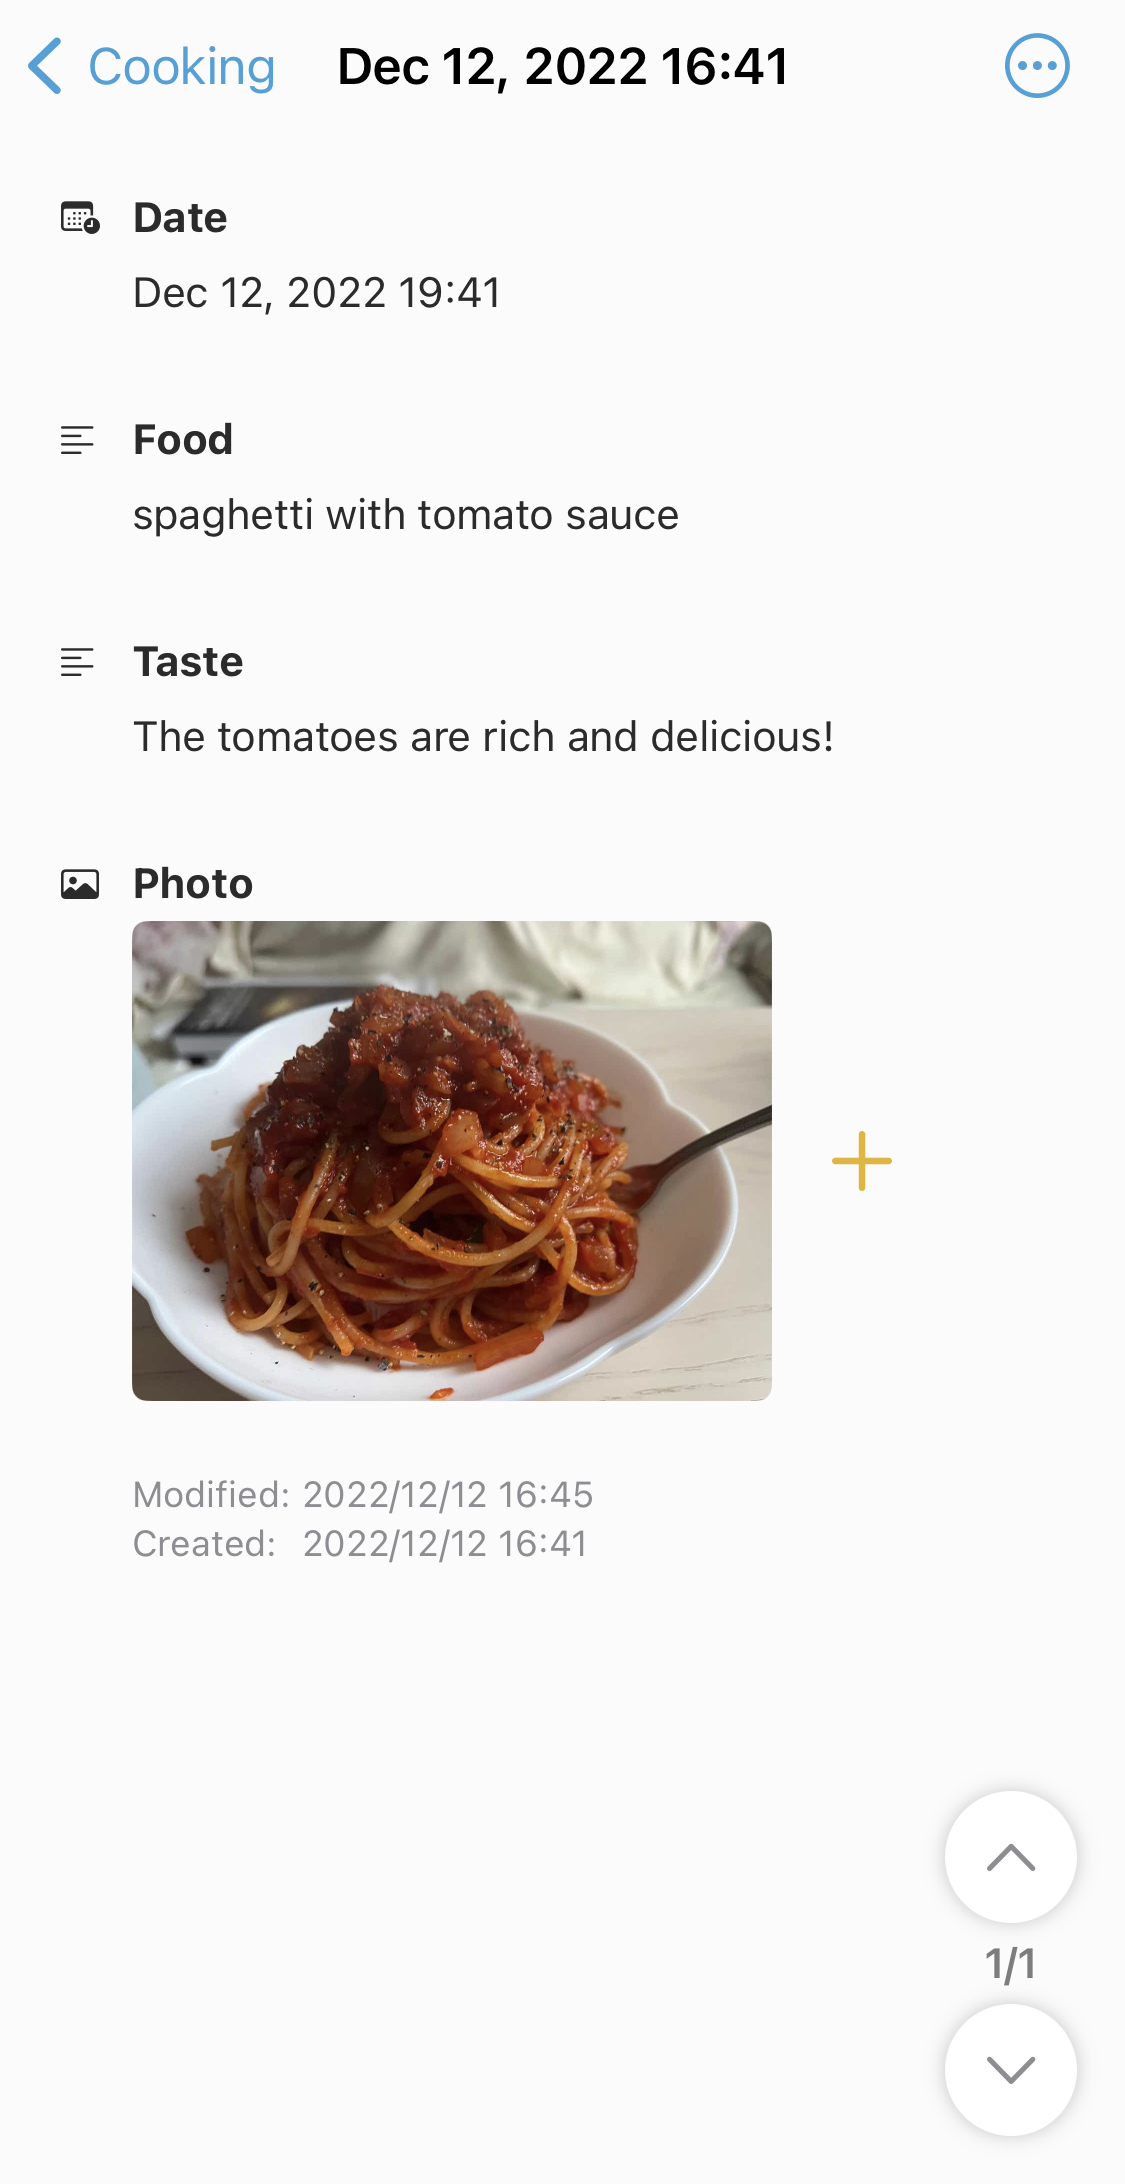 Cooking
Dec 12, 2022 16:41
Date
Dec 12, 2022 19:41
Food
spaghetti with tomato sauce
Taste
The tomatoes are rich and delicious!
Photo
Modified: 2022/12/12 16:45
Created: 2022/12/12 16:41
1/1